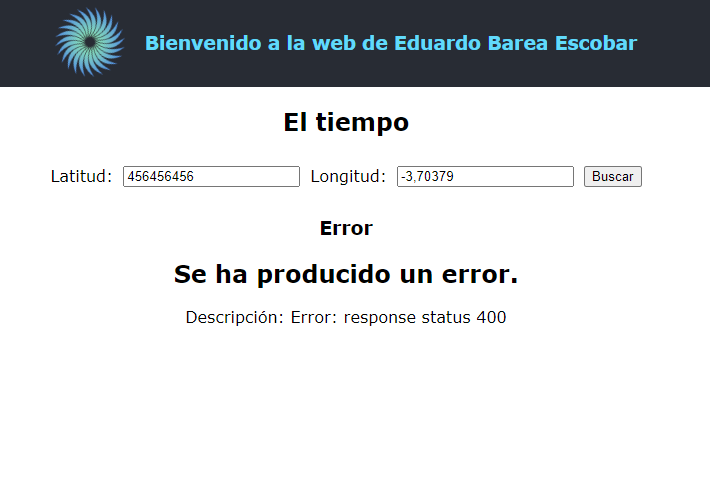 Bienvenido a la web de Eduardo Barea Escobar
El tiempo
Latitud: 456456456 Longitud: -3,70379 Buscar
Error
Se ha producido un error.
Descripción: Error: response status 400